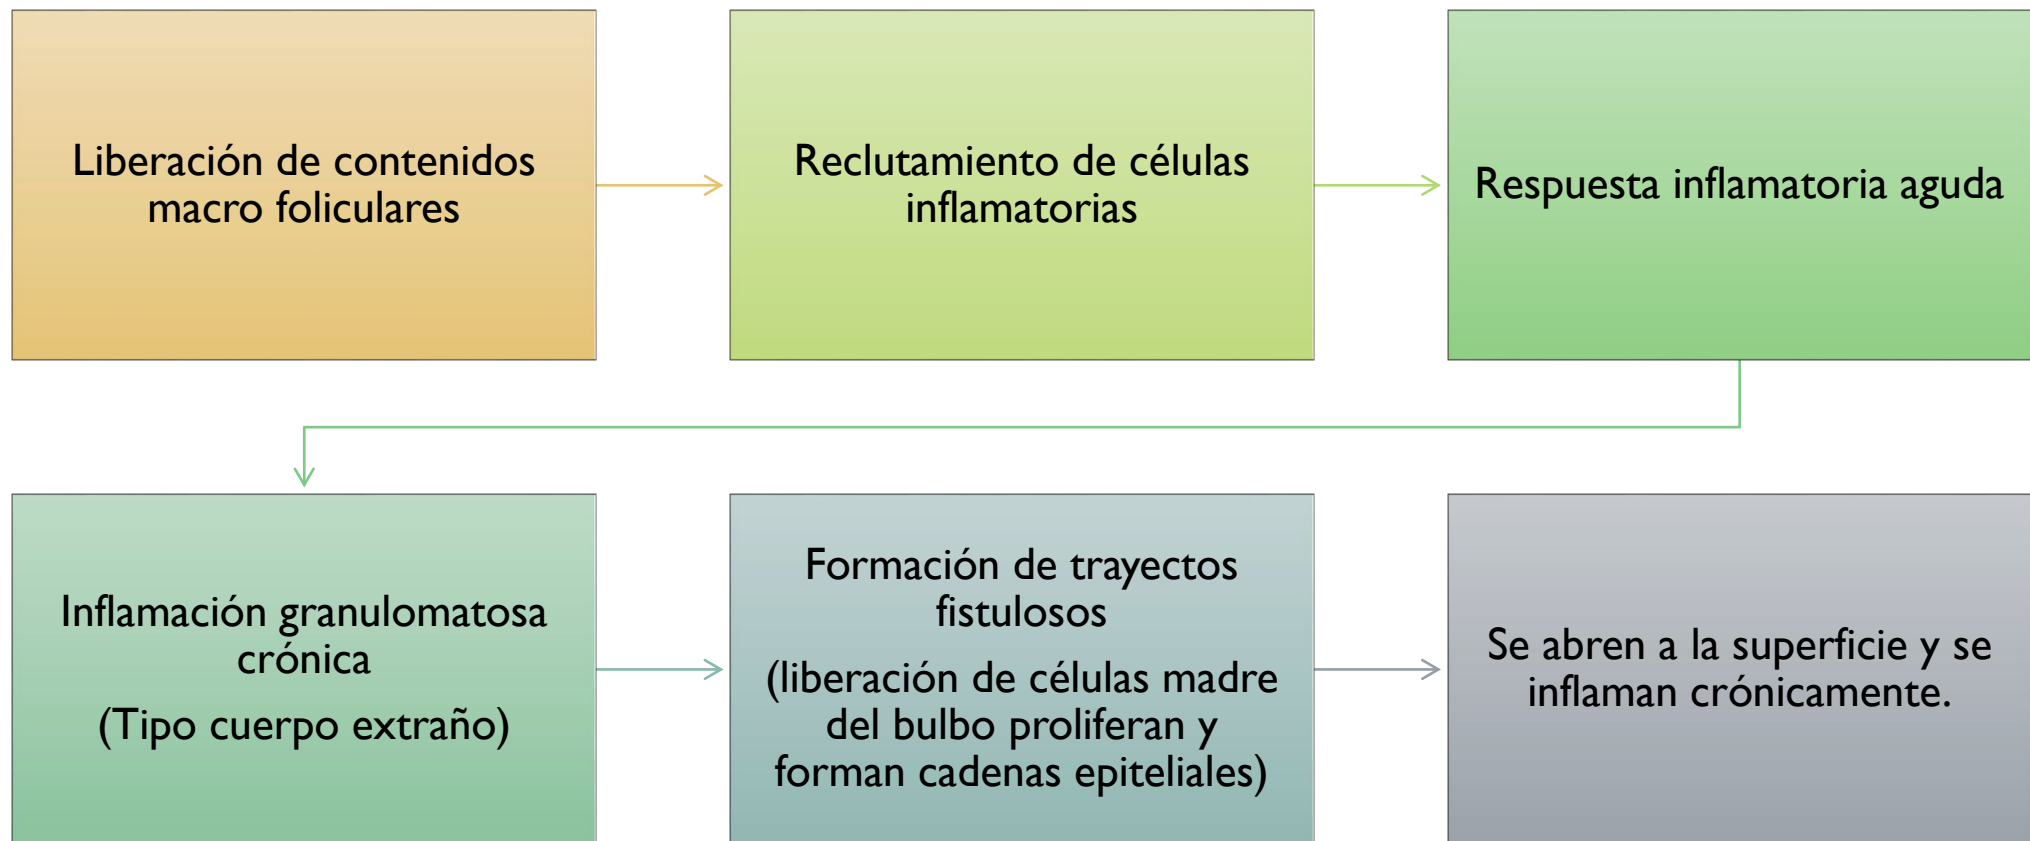 Liberación de contenidos
macro foliculares
Reclutamiento de células
inflamatorias
Respuesta inflamatoria aguda
Inflamación granulomatosa
crónica
(Tipo cuerpo extraño)
Formación de trayectos
fistulosos
(liberación de células madre
del bulbo proliferan y
forman cadenas epiteliales)
Se abren a la superficie y se
inflaman crónicamente.